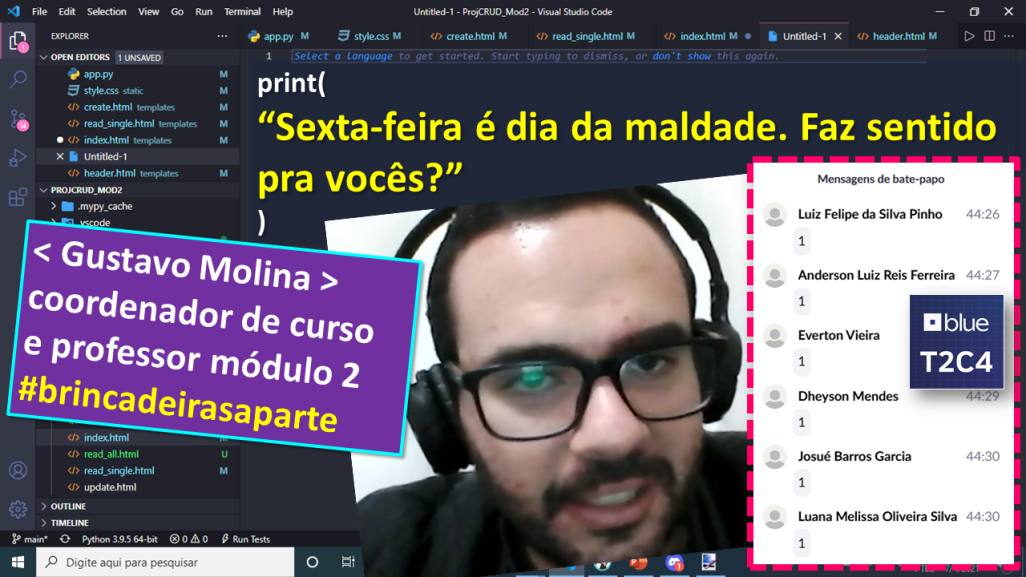 File Edit Selection View Go Run Terminal Help
Untitled-1 - ProjCRUD_Mod2 - Visual Studio Code
EXPLORER
app.py M
style.css M
create.html M
read_single.html M
index.html M
Untitled-1
header.html M
OPEN EDITORS 1 UNSAVED
app.py M
style.css static M
create.html templates M
read_single.html templates M
index.html templates M
Untitled-1
header.html templates M
PROJCRUD_MOD2
.mypy_cache
.vscode
index.html
read_all.html U
read_single.html M
update.html
OUTLINE
TIMELINE
1 Select a language to get started. Start typing to dismiss, or don't show this again.
print(
“Sexta-feira é dia da maldade. Faz sentido
pra vocês?”
)
< Gustavo Molina >
coordenador de curso
e professor módulo 2
#brincadeirasaparte
Mensagens de bate-papo
Luiz Felipe da Silva Pinho 44:26
1
Anderson Luiz Reis Ferreira 44:27
1
Everton Vieira
1
Dheyson Mendes 44:29
1
Josué Barros Garcia 44:30
1
Luana Melissa Oliveira Silva 44:30
1
blue
T2C4
main* Python 3.9.5 64-bit 0 0 Run Tests
Digite aqui para pesquisar